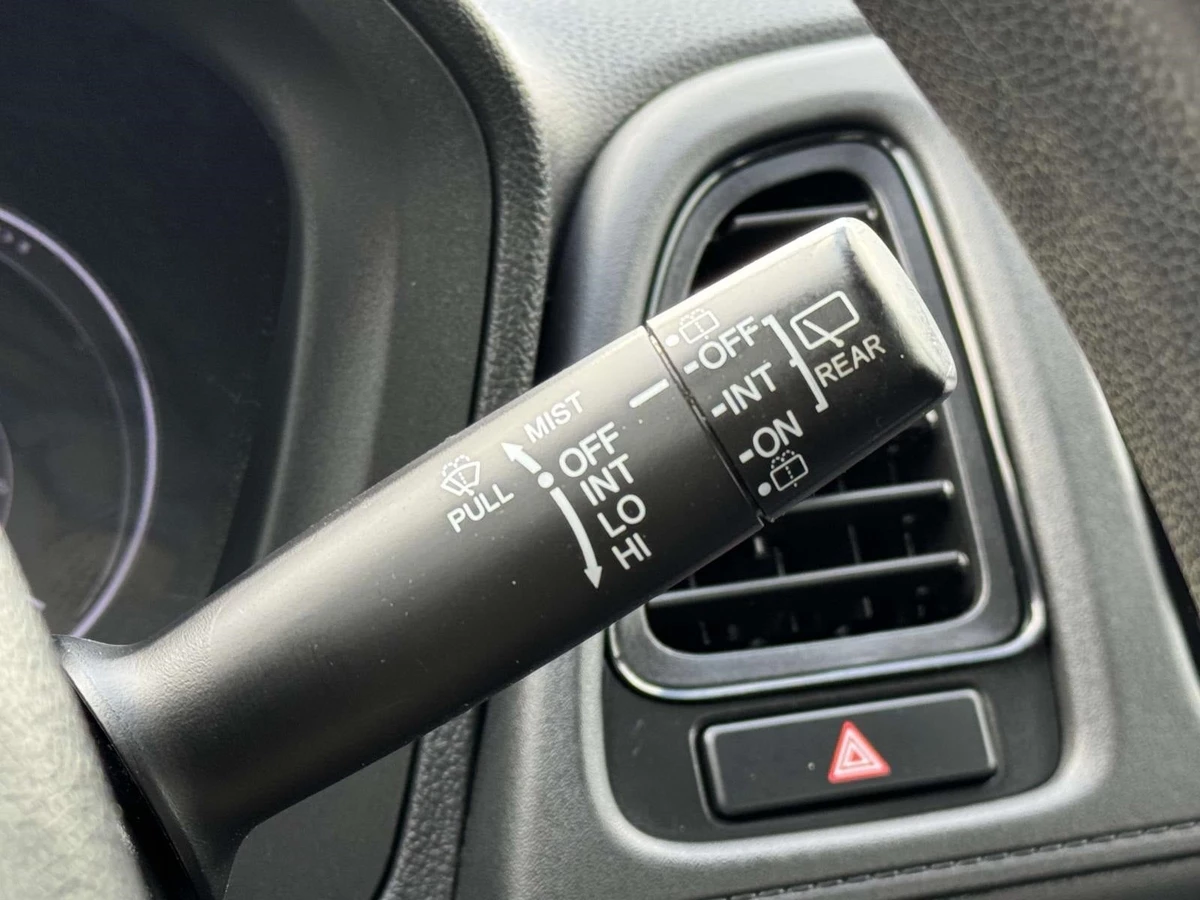 MIST
OFF
INT
LO
HI
PULL
OFF
INT
ON
REAR